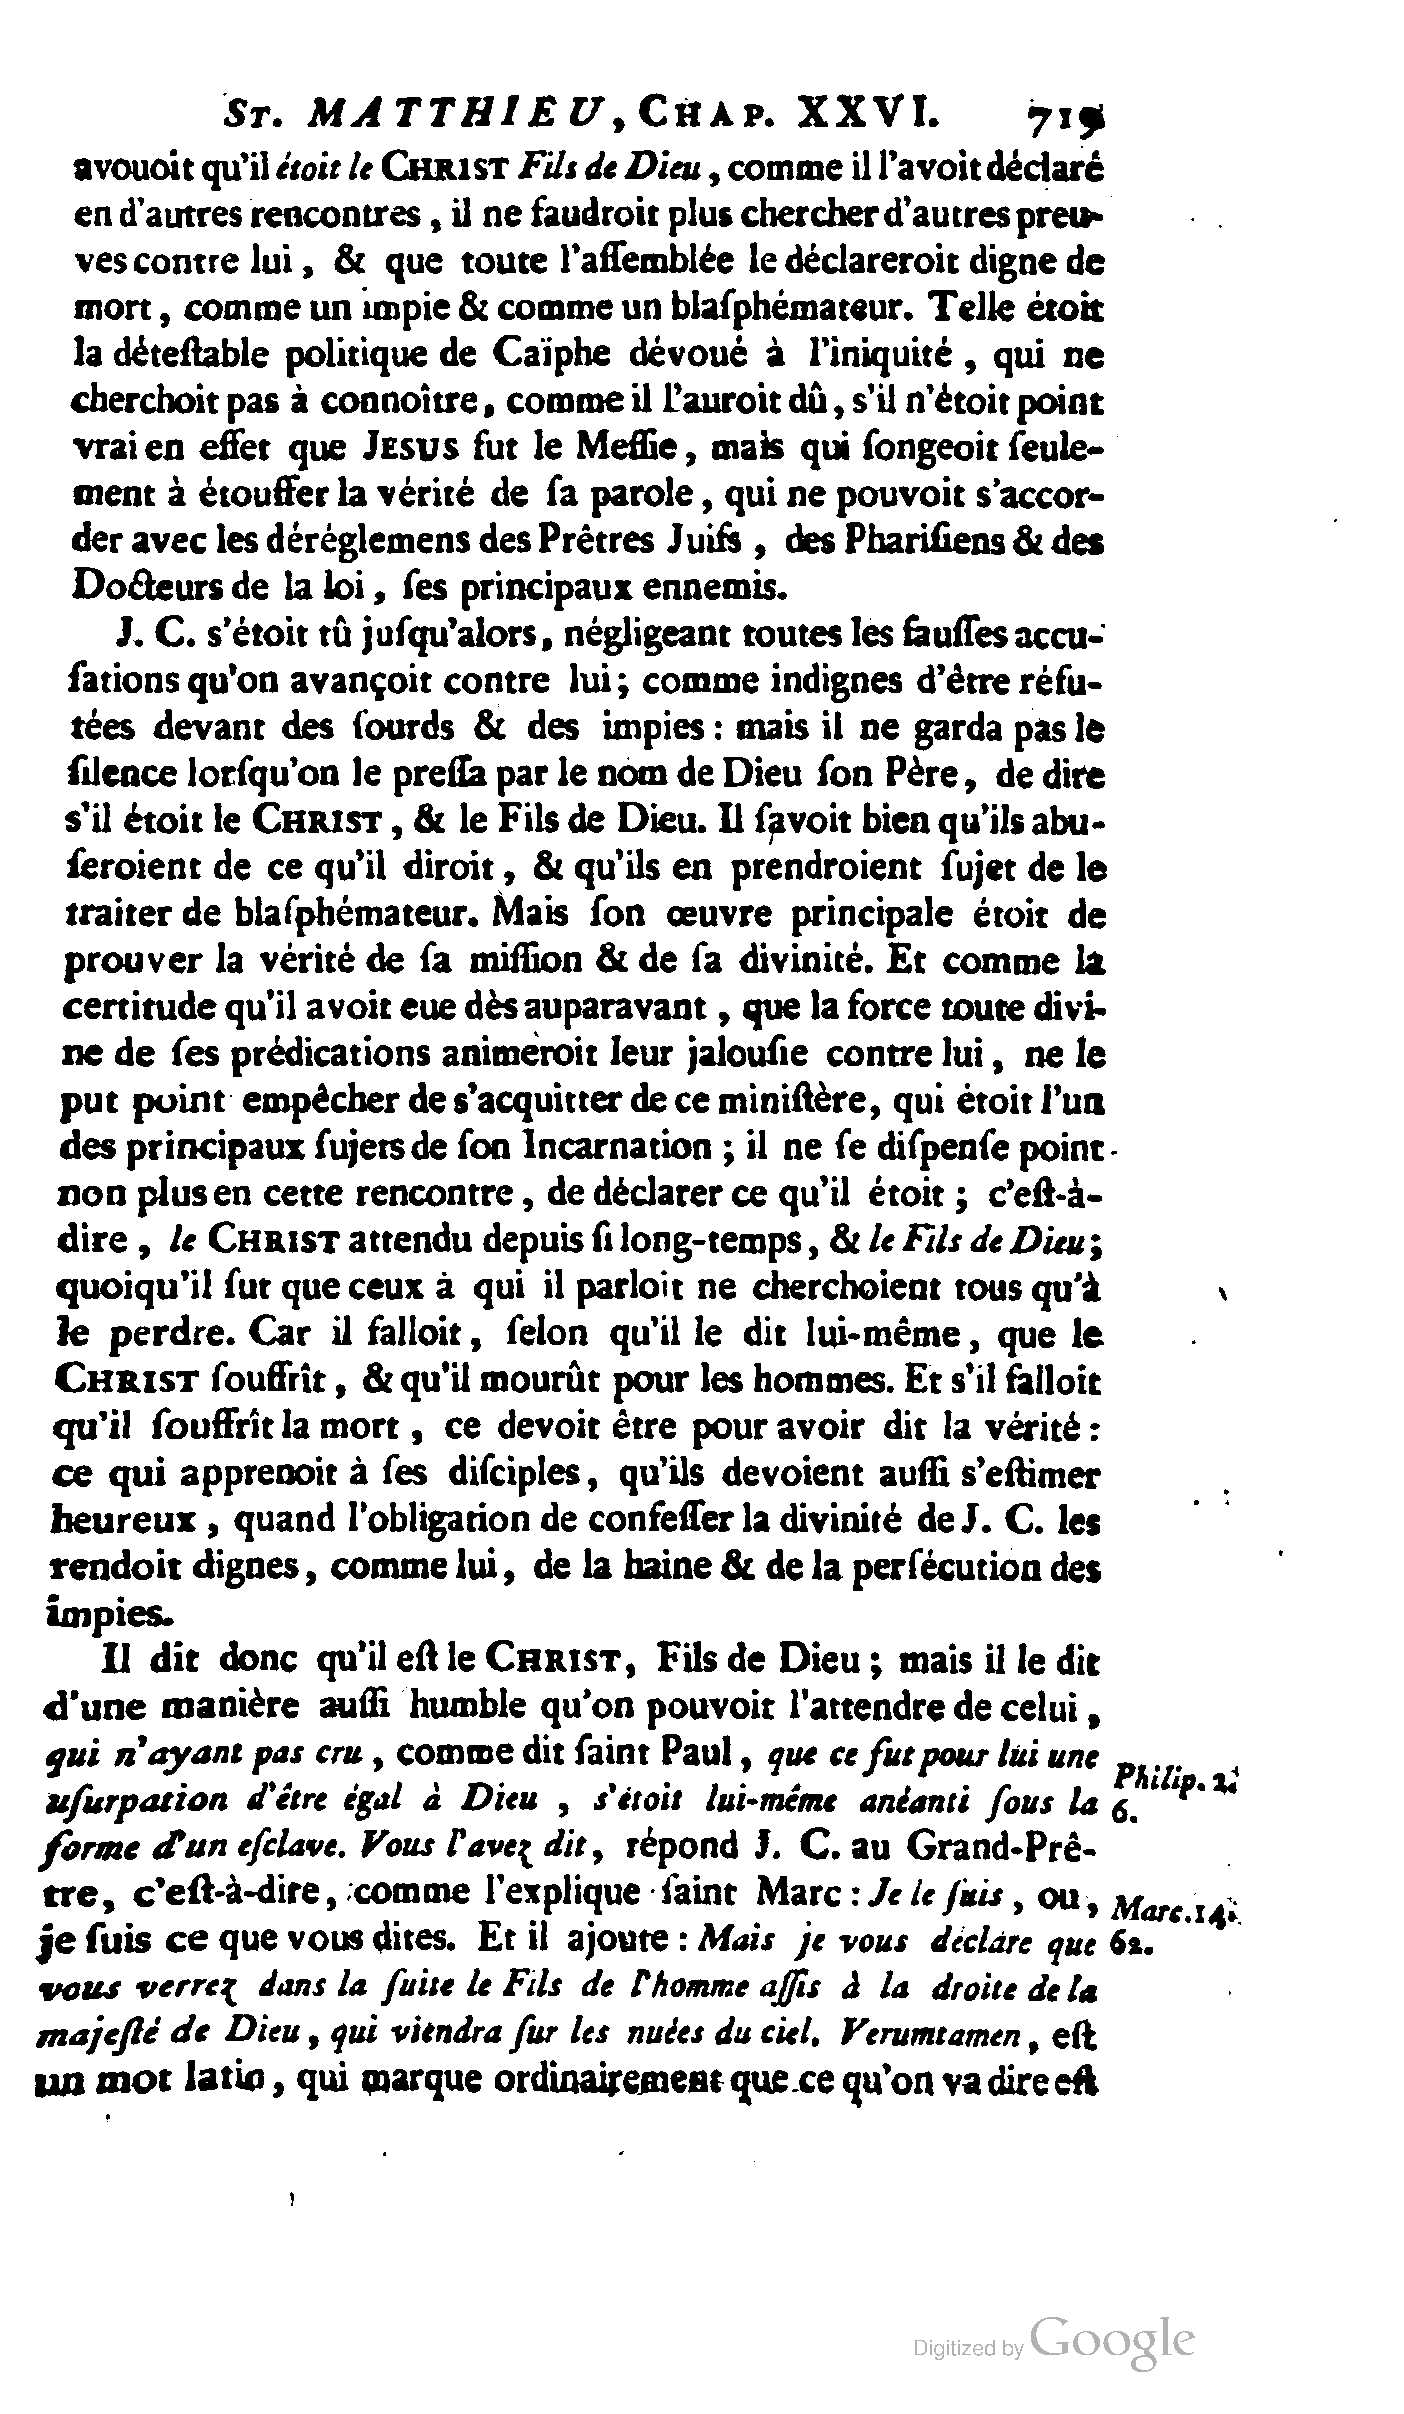 St. MATTHIEU, CHAP. XXVI. 719
avouoit qu'il étoit le CHRIST Fils de Dieu, comme il l'avoit déclaré
en d'autres rencontres, il ne faudroit plus chercher d'autres preu-
ves contre lui, & que toute l'aſſemblée le déclareroit digne de
mort, comme un impie & comme un blaſphémateur. Telle étoit
la déteſtable politique de Caïphe dévoué à l'iniquité, qui ne
cherchoit pas à connoître, comme il l'auroit dû, s'il n'étoit point
vrai en effet que JESUS fut le Meſſie, mais qui ſongeoit ſeule-
ment à étouffer la vérité de ſa parole, qui ne pouvoit s'accor-
der avec les déréglemens des Prêtres Juifs, des Phariſiens & des
Docteurs de la loi, ſes principaux ennemis.
J. C. s'étoit tû juſqu'alors, négligeant toutes les fauſſes accu-
ſations qu'on avançoit contre lui; comme indignes d'être réfu-
tées devant des ſourds & des impies: mais il ne garda pas le
ſilence lorſqu'on le preſſa par le nom de Dieu ſon Père, de dire
s'il étoit le CHRIST, & le Fils de Dieu. Il ſavoit bien qu'ils abu-
ſeroient de ce qu'il diroit, & qu'ils en prendroient ſujet de le
traiter de blaſphémateur. Mais ſon œuvre principale étoit de
prouver la vérité de ſa miſſion & de ſa divinité. Et comme la
certitude qu'il avoit eue dès auparavant, que la force toute divi-
ne de ſes prédications animeroit leur jalouſie contre lui, ne le
put point empêcher de s'acquitter de ce miniſtère, qui étoit l'un
des principaux ſujets de ſon Incarnation; il ne ſe diſpenſe point
non plus en cette rencontre, de déclarer ce qu'il étoit; c'eſt-à-
dire, le CHRIST attendu depuis ſi long-temps, & le Fils de Dieu;
quoiqu'il ſut que ceux à qui il parloit ne cherchoient tous qu'à
le perdre. Car il falloit, ſelon qu'il le dit lui-même, que le
CHRIST ſouffrît, & qu'il mourût pour les hommes. Et s'il falloit
qu'il ſouffrît la mort, ce devoit être pour avoir dit la vérité:
ce qui apprenoit à ſes diſciples, qu'ils devoient auſſi s'eſtimer
heureux, quand l'obligation de confeſſer la divinité de J. C. les
rendoit dignes, comme lui, de la haine & de la perſécution des
impies.
Il dit donc qu'il eſt le CHRIST, Fils de Dieu; mais il le dit
d'une manière auſſi humble qu'on pouvoit l'attendre de celui,
qui n'ayant pas cru, comme dit ſaint Paul, que ce fut pour lui une
Philip. 2.
uſurpation d'être égal à Dieu, s'étoit lui-même anéanti ſous la
6.
forme d'un eſclave. Vous l'avez dit, répond J. C. au Grand-Prê-
tre, c'eſt-à-dire, comme l'explique ſaint Marc: Je le ſuis, ou,
Marc. 14.
je ſuis ce que vous dites. Et il ajoute: Mais je vous déclare que
62.
vous verrez dans la ſuite le Fils de l'homme aſſis à la droite de la
majeſté de Dieu, qui viendra ſur les nuées du ciel. Verumtamen, eſt
un mot latin, qui marque ordinairement que ce qu'on va dire eſt
Digitized by Google